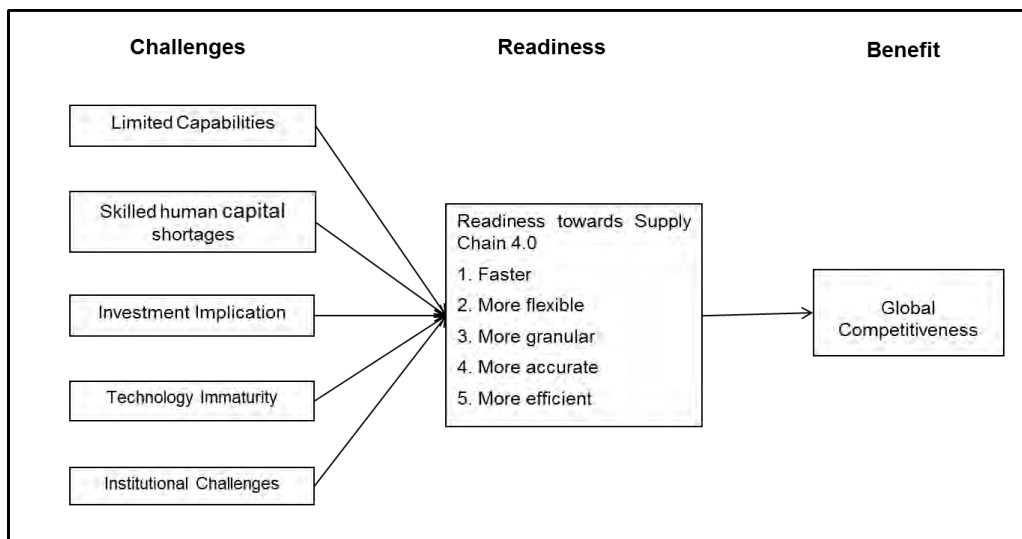 Challenges
Readiness
Benefit
Limited Capabilities
Skilled human capital
shortages
Investment Implication
Technology Immaturity
Institutional Challenges
Readiness towards Supply
Chain 4.0
1. Faster
2. More flexible
3. More granular
4. More accurate
5. More efficient
Global
Competitiveness